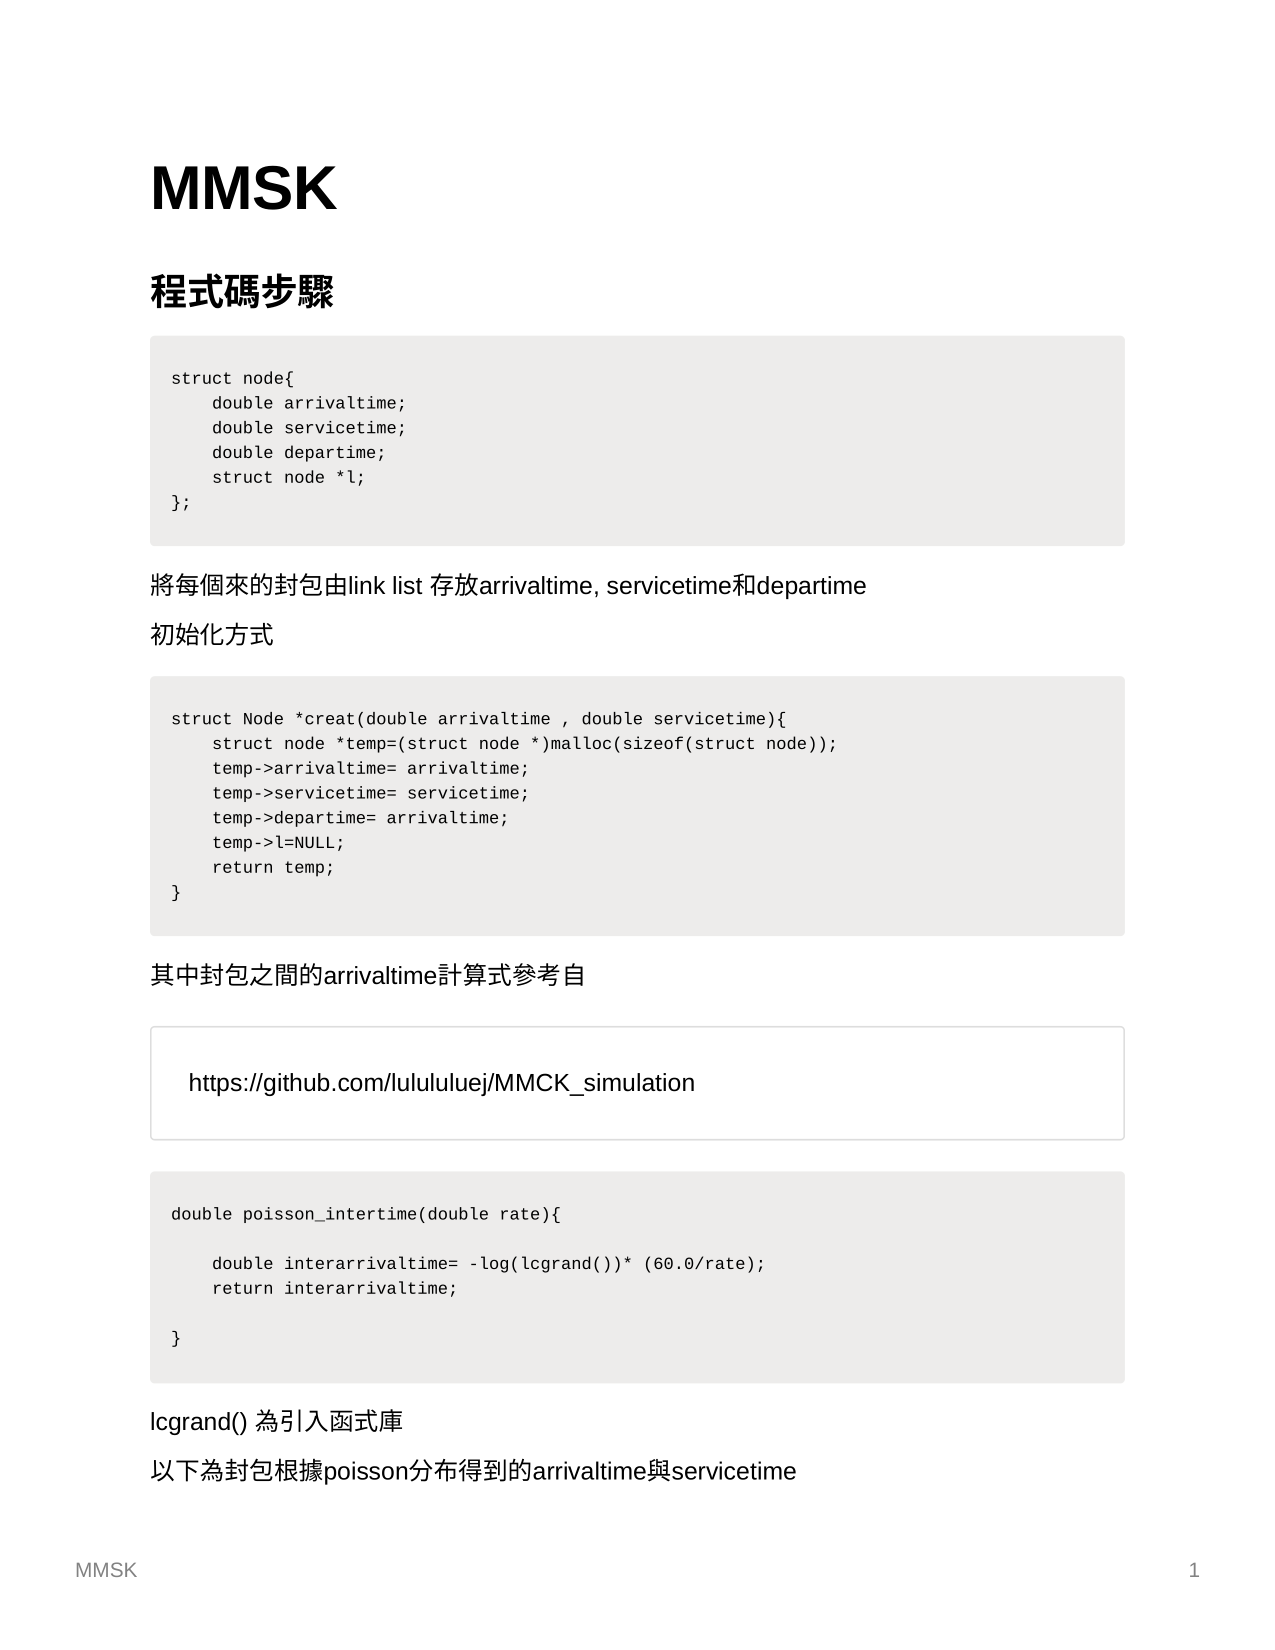 MMSK
程式碼步驟
struct node{
    double arrivaltime;
    double servicetime;
    double departime;
    struct node *l;
};
將每個來的封包由link list 存放arrivaltime, servicetime和departime
初始化方式
struct Node *creat(double arrivaltime , double servicetime){
    struct node *temp=(struct node *)malloc(sizeof(struct node));
    temp->arrivaltime= arrivaltime;
    temp->servicetime= servicetime;
    temp->departime= arrivaltime;
    temp->l=NULL;
    return temp;
}
其中封包之間的arrivaltime計算式參考自
https://github.com/lulululuej/MMCK_simulation
double poisson_intertime(double rate){
    double interarrivaltime= -log(lcgrand())* (60.0/rate);
    return interarrivaltime;
}
lcgrand() 為引入函式庫
以下為封包根據poisson分布得到的arrivaltime與servicetime
MMSK 1